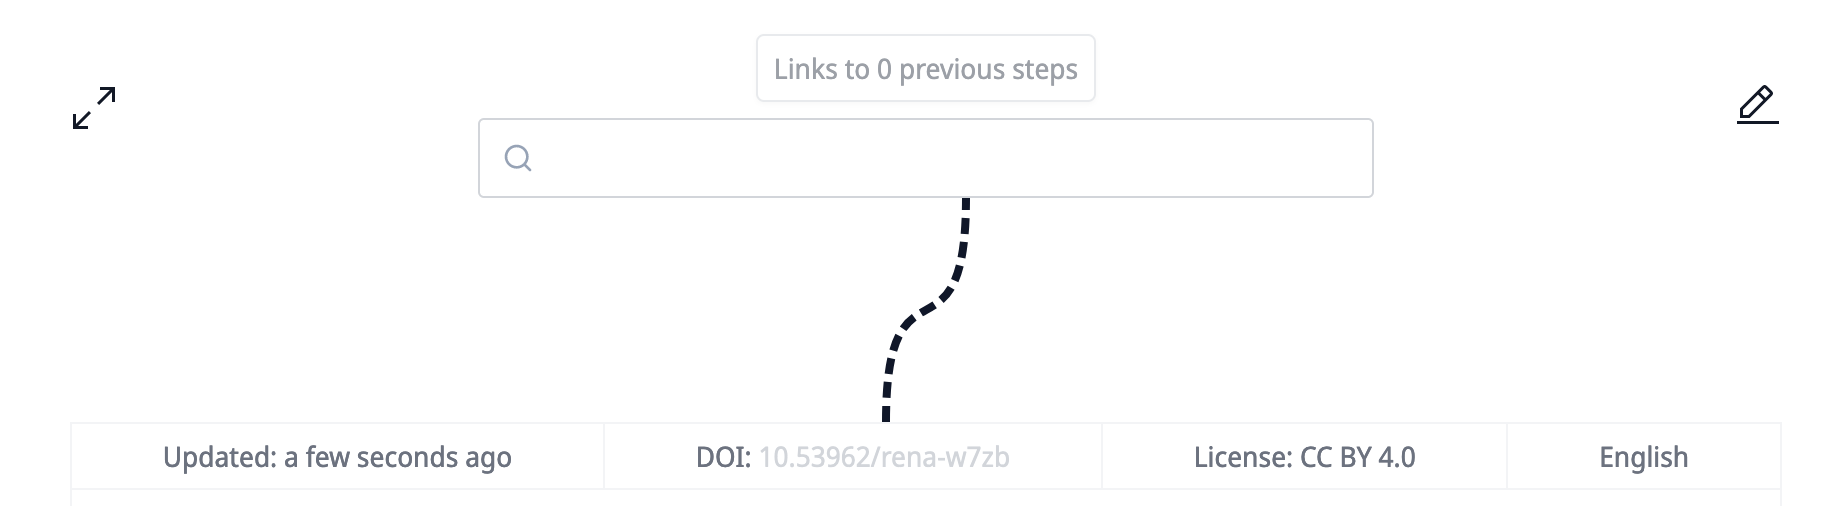 Links to 0 previous steps
Updated: a few seconds ago
DOI: 10.53962/rena-w7zb
License: CC BY 4.0
English